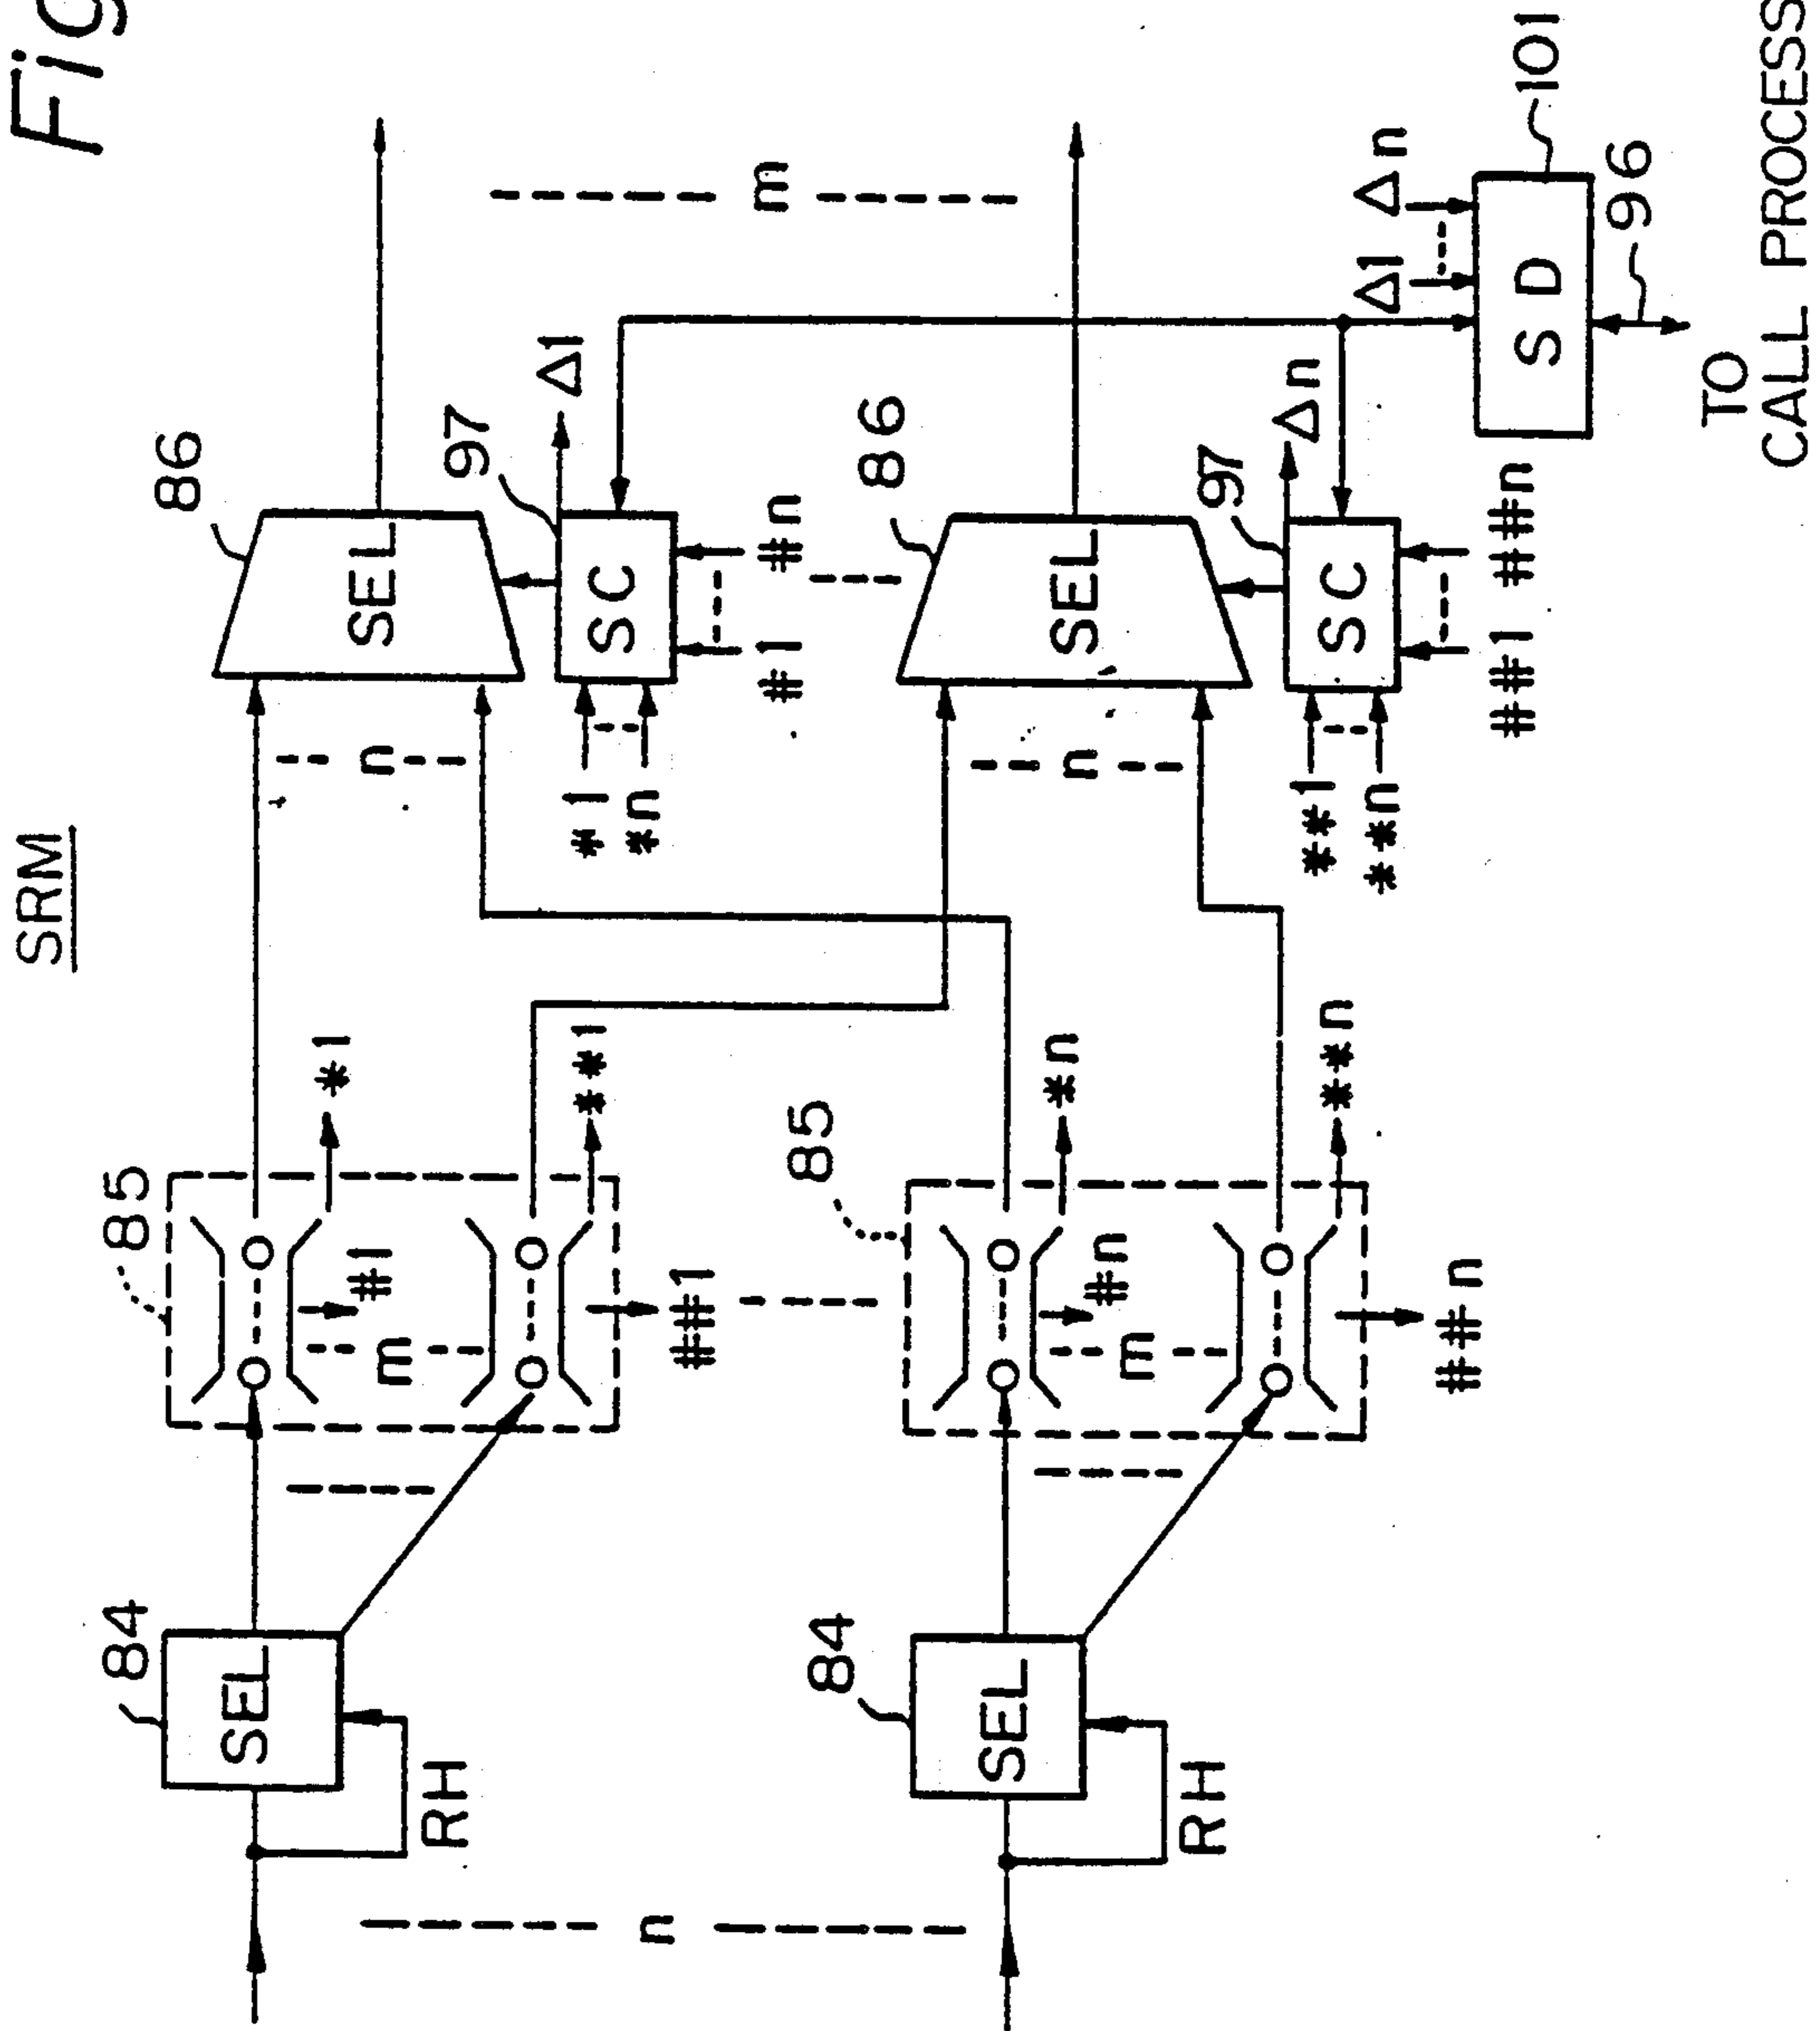 Fig
SRM
84
SEL
RH
85
#1
m
##1
*1
**1
n
86
SEL
97
SC
*1
*n
#1
#n
Δ1
n
m
84
SEL
RH
85
#n
m
##n
*n
**n
n
86
SEL
97
SC
**1
**n
##1
##n
Δn
Δ1
Δn
SD
101
96
TO
CALL PROCESS